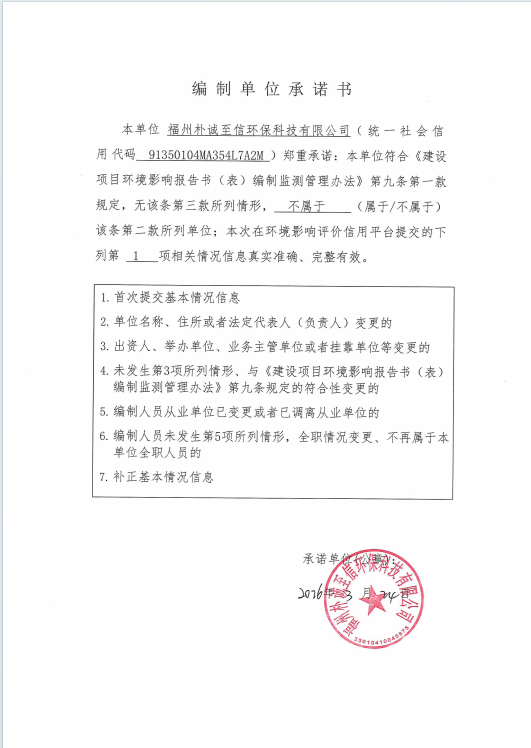 编制单位承诺书
本单位 福州朴诚至信环保科技有限公司（统一社会信
用代码 91350104MA354L7A2M）郑重承诺：本单位符合《建设
项目环境影响报告书（表）编制监测管理办法》第九条第一款
规定，无该条第三款所列情形， 不属于 （属于/不属于）
该条第二款所列单位；本次在环境影响评价信用平台提交的下
列第 1 项相关情况信息真实准确、完整有效。
1. 首次提交基本情况信息
2. 单位名称、住所或者法定代表人（负责人）变更的
3. 出资人、举办单位、业务主管单位或者挂靠单位等变更的
4. 未发生第3项所列情形、与《建设项目环境影响报告书（表）
编制监测管理办法》第九条规定的符合性变更的
5. 编制人员从业单位已变更或者已调离从业单位的
6. 编制人员未发生第5项所列情形，全职情况变更、不再属于本
单位全职人员的
7. 补正基本情况信息
承诺单位（公章）：
年 3 月 24 日
福州朴诚至信环保科技有限公司